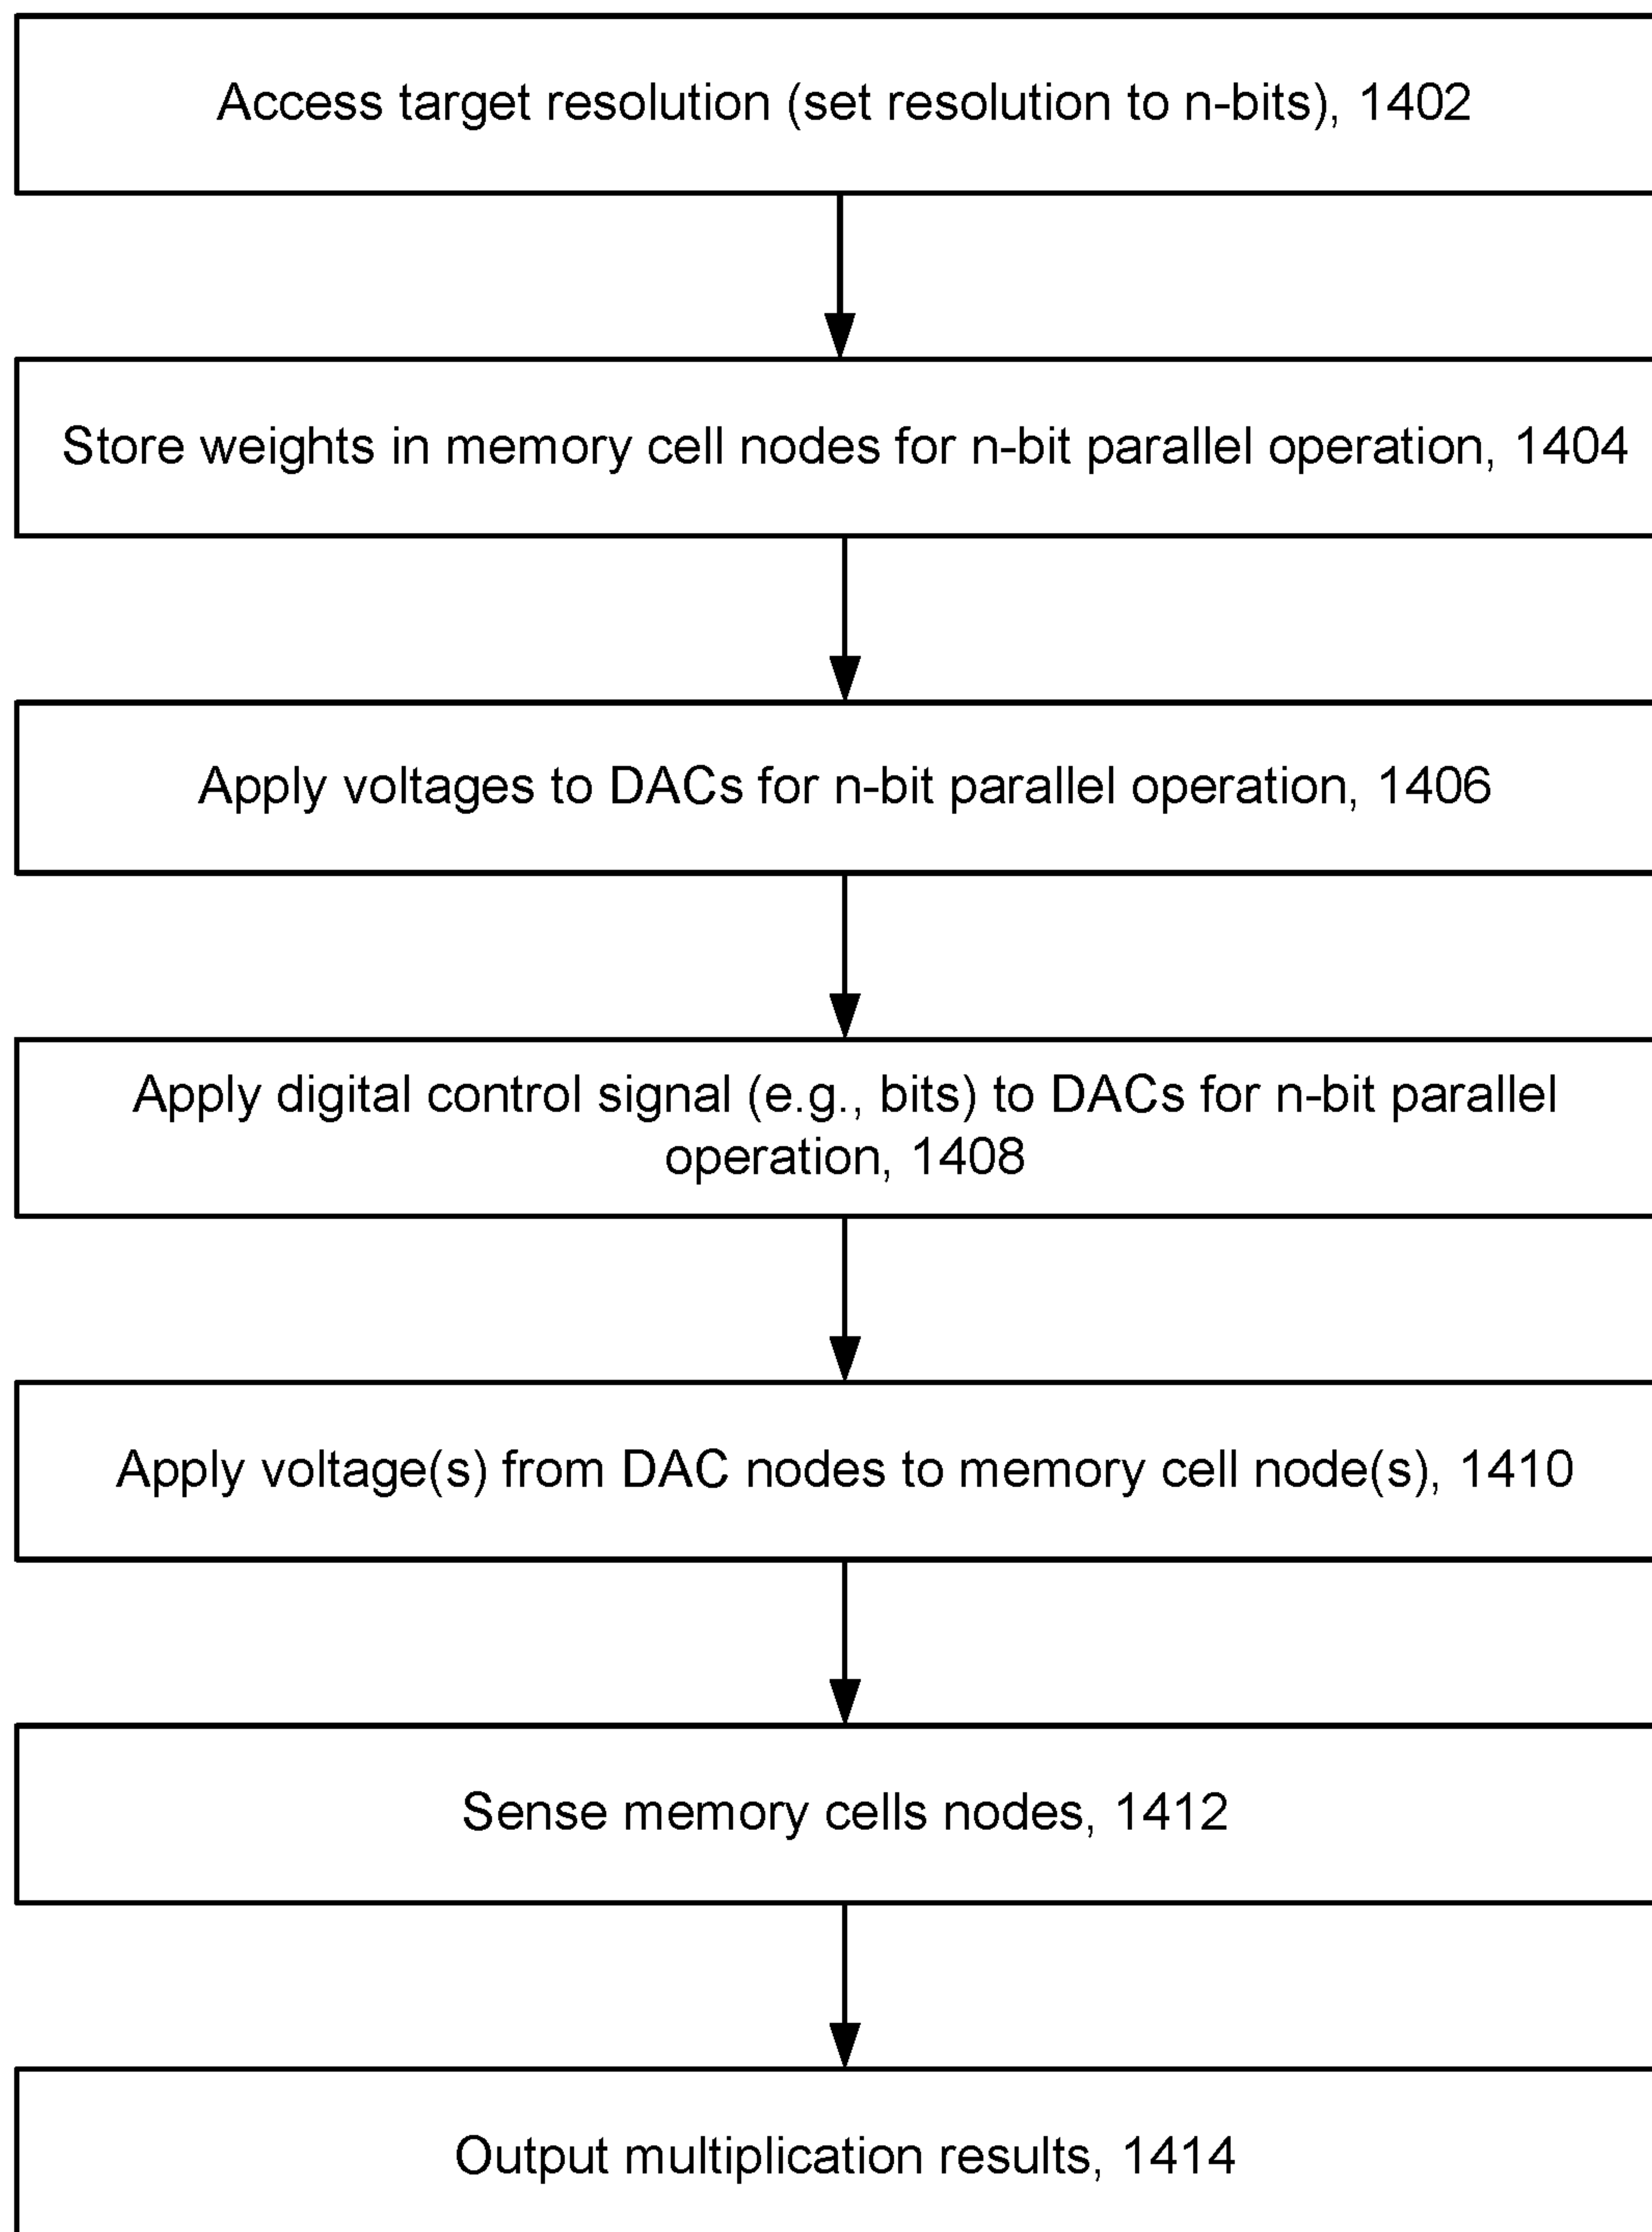 Access target resolution (set resolution to n-bits), 1402
Store weights in memory cell nodes for n-bit parallel operation, 1404
Apply voltages to DACs for n-bit parallel operation, 1406
Apply digital control signal (e.g., bits) to DACs for n-bit parallel
operation, 1408
Apply voltage(s) from DAC nodes to memory cell node(s), 1410
Sense memory cells nodes, 1412
Output multiplication results, 1414